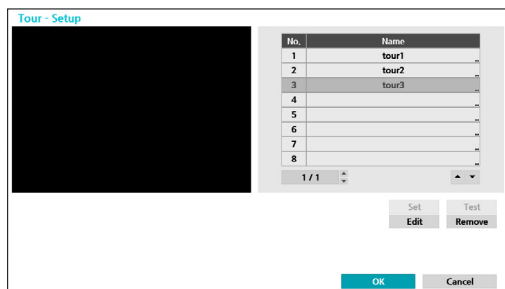 Tour - Setup
No. Name
1 tour1 ...
2 tour2 ...
3 tour3 ...
4 ...
5 ...
6 ...
7 ...
8 ...
1 / 1
Set Test
Edit Remove
OK Cancel